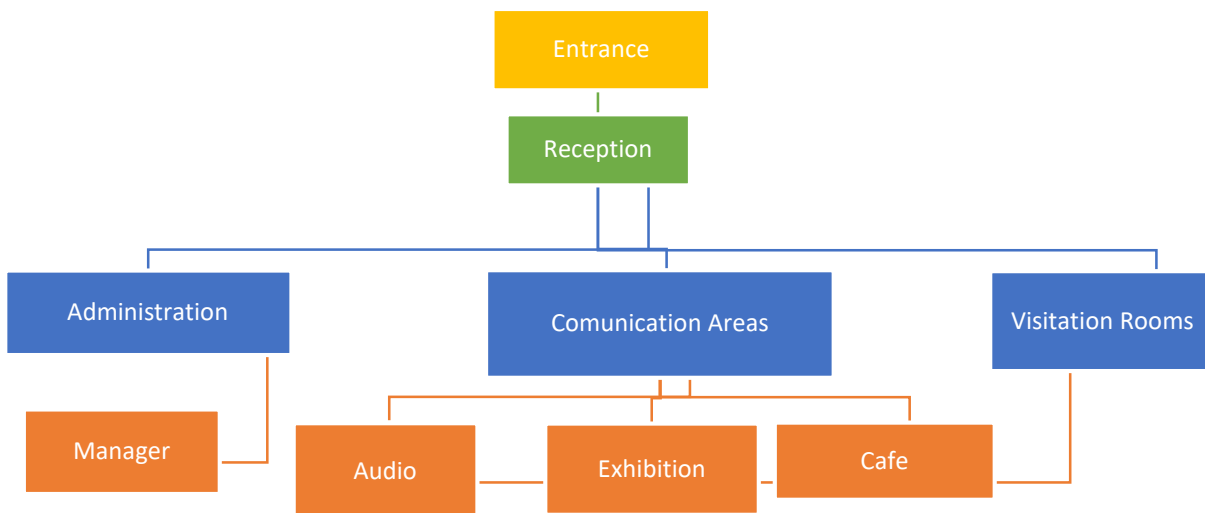 Entrance
Reception
Administration
Comunication Areas
Visitation Rooms
Manager
Audio
Exhibition
Cafe